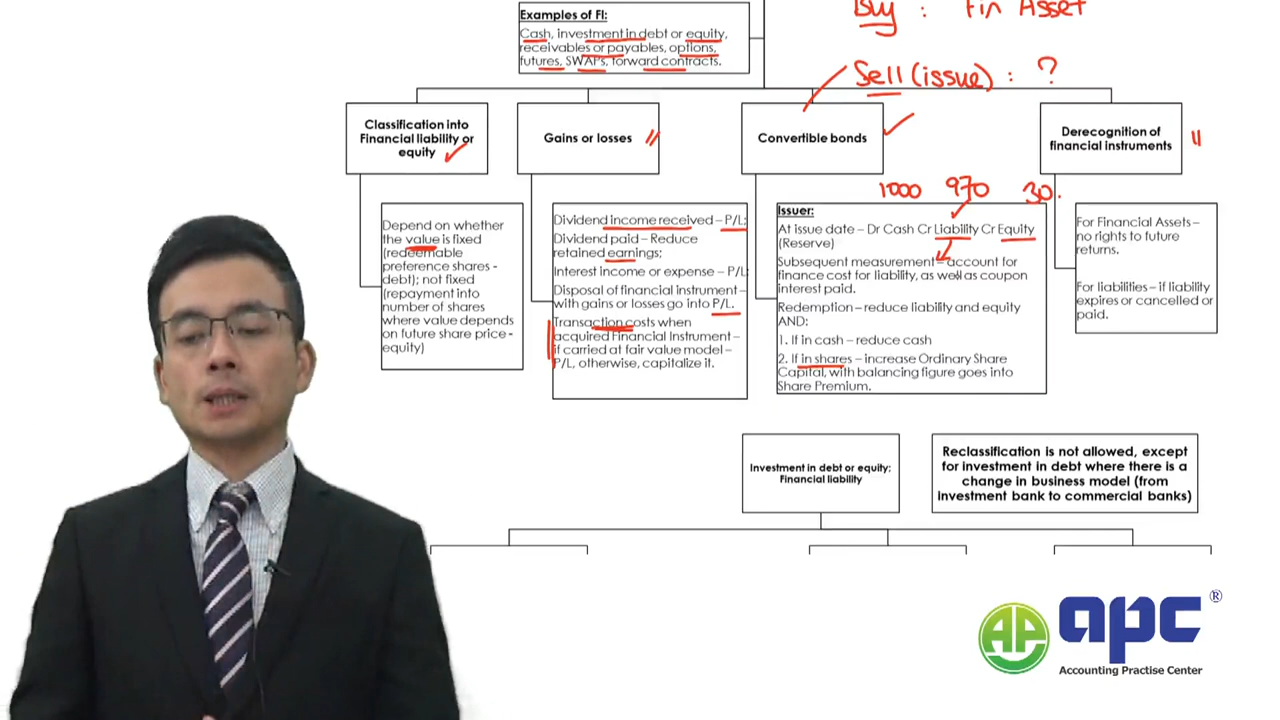 Buy : Fin Asset
Examples of FI:
Cash, investment in debt or equity,
receivables or payables, options,
futures, SWAPs, forward contracts.
Sell (issue) : ?
Classification into
Financial liability or
equity
Gains or losses
Convertible bonds
Derecognition of
financial instruments
1000 970 30.
Depend on whether
the value is fixed
(redeemable
preference shares -
debt); not fixed
(repayment into
number of shares
where value depends
on future share price -
equity)
Dividend income received – P/L;
Dividend paid – Reduce
retained earnings;
Interest income or expense – P/L;
Disposal of financial instrument –
with gains or losses go into P/L.
Transaction costs when
acquired Financial Instrument –
if carried at fair value model –
P/L, otherwise, capitalize it.
Issuer:
At issue date – Dr Cash Cr Liability Cr Equity
(Reserve)
Subsequent measurement – account for
finance cost for liability, as well as coupon
interest paid.
Redemption – reduce liability and equity
AND:
1. If in cash – reduce cash
2. If in shares – increase Ordinary Share
Capital, with balancing figure goes into
Share Premium.
For Financial Assets –
no rights to future
returns.
For liabilities – if liability
expires or cancelled or
paid.
Investment in debt or equity:
Financial liability
Reclassification is not allowed, except
for investment in debt where there is a
change in business model (from
investment bank to commercial banks)
AP apc ®
Accounting Practise Center